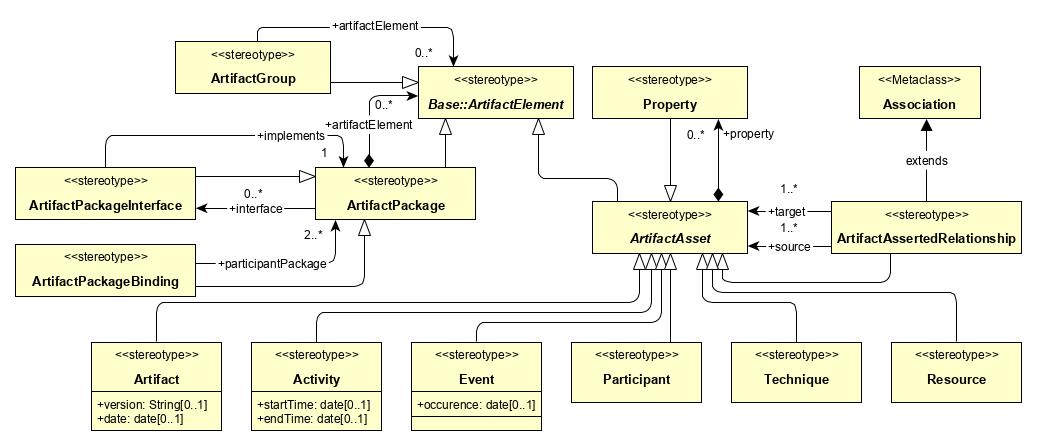 +artifactElement
0..*
<<stereotype>>
ArtifactGroup
<<stereotype>>
Base::ArtifactElement
<<stereotype>>
Property
<<Metaclass>>
Association
0..*
+artifactElement
0..*
+property
+implements
1
extends
<<stereotype>>
ArtifactPackageInterface
0..*
+interface
<<stereotype>>
ArtifactPackage
<<stereotype>>
ArtifactAsset
1..*
+target
1..*
+source
<<stereotype>>
ArtifactAssertedRelationship
2..*
+participantPackage
<<stereotype>>
ArtifactPackageBinding
<<stereotype>>
Artifact
+version: String[0..1]
+date: date[0..1]
<<stereotype>>
Activity
+startTime: date[0..1]
+endTime: date[0..1]
<<stereotype>>
Event
+occurence: date[0..1]
<<stereotype>>
Participant
<<stereotype>>
Technique
<<stereotype>>
Resource